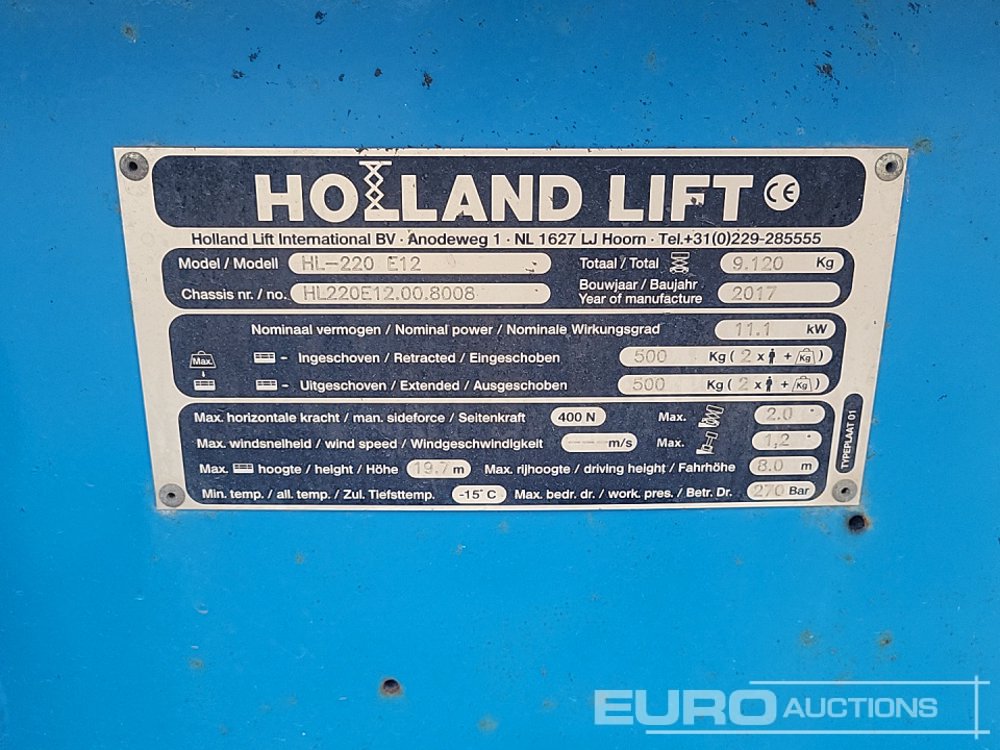 HOLLAND LIFT CE
Holland Lift International BV · Anodeweg 1 · NL 1627 LJ Hoorn · Tel.+31(0)229-285555
Model / Modell HL-220 E12 Totaal / Total 9.120 Kg
Chassis nr. / no. HL220E12.00.8008 Bouwjaar / Baujahr
Year of manufacture 2017
Nominaal vermogen / Nominal power / Nominale Wirkungsgrad 11.1 kW
Max. - Ingeschoven / Retracted / Eingeschoben 500 Kg ( 2 x + Kg )
- Uitgeschoven / Extended / Ausgeschoben 500 Kg ( 2 x + Kg )
Max. horizontale kracht / man. sideforce / Seitenkraft 400 N Max. 2.0 °
Max. windsnelheid / wind speed / Windgeschwindigkeit m/s Max. 1,2 °
Max. hoogte / height / Höhe 19.7 m Max. rijhoogte / driving height / Fahrhöhe 8.0 m
Min. temp. / all. temp. / Zul. Tiefsttemp. -15°C Max. bedr. dr. / work. pres. / Betr. Dr. 270 Bar
TYPEPLAAT 01
EURO AUCTIONS